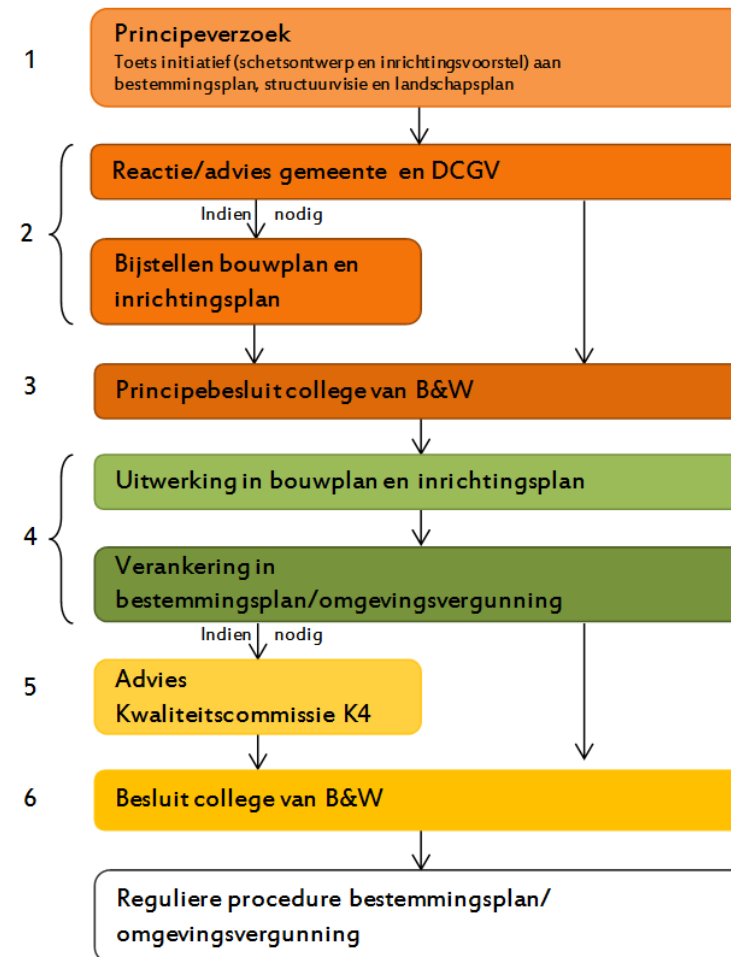 1
Principeverzoek
Toets initiatief (schetsontwerp en inrichtingsvoorstel) aan
bestemmingsplan, structuurvisie en landschapsplan
2
Reactie/advies gemeente en DCGV
Indien nodig
Bijstellen bouwplan en
inrichtingsplan
3
Principebesluit college van B&W
4
Uitwerking in bouwplan en inrichtingsplan
Verankering in
bestemmingsplan/omgevingsvergunning
Indien nodig
5
Advies
Kwaliteitscommissie K4
6
Besluit college van B&W
Reguliere procedure bestemmingsplan/
omgevingsvergunning